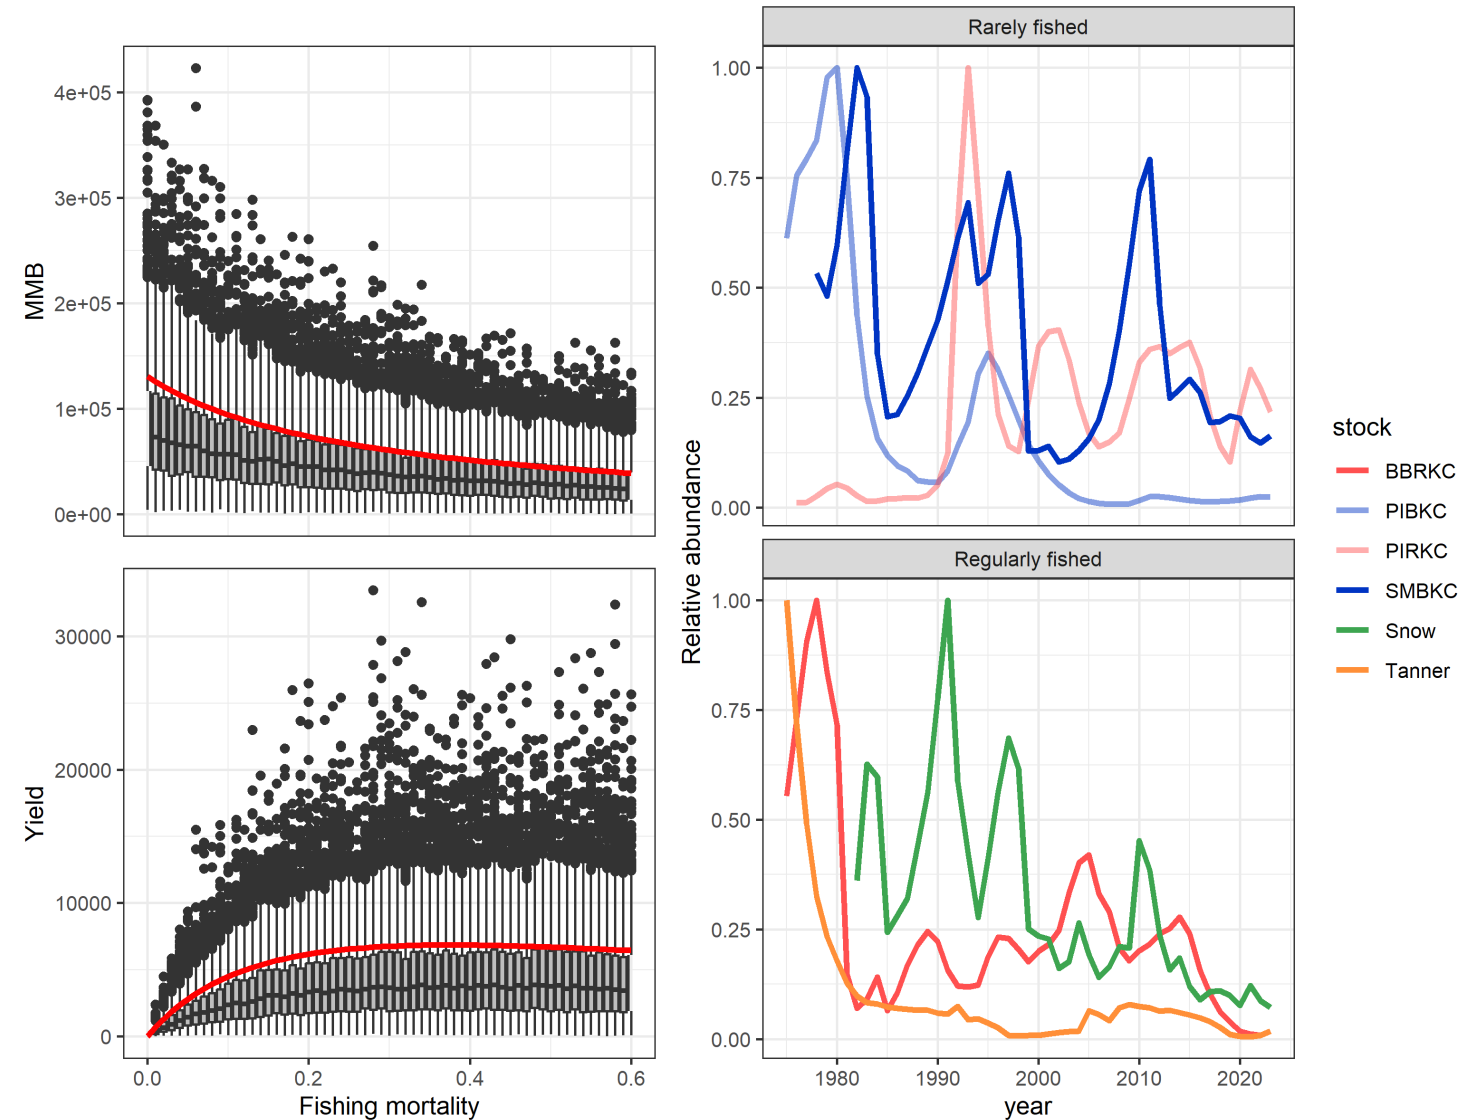 MMB
4e+05
3e+05
2e+05
1e+05
0e+00
Yield
30000
20000
10000
0
0.0
0.2
0.4
0.6
Fishing mortality
Rarely fished
1.00
0.75
0.50
0.25
0.00
Relative abundance
Regularly fished
1.00
0.75
0.50
0.25
0.00
1980
1990
2000
2010
2020
year
stock
BBRKC
PIBKC
PIRKC
SMBKC
Snow
Tanner